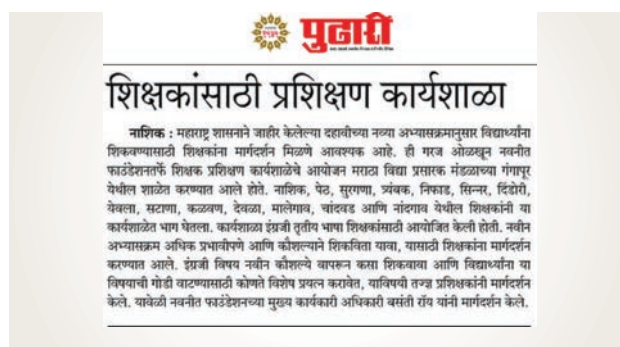 पुढारी
शिक्षकांसाठी प्रशिक्षण कार्यशाळा
नाशिक : महाराष्ट्र शासनाने जाहीर केलेल्या दहावीच्या नव्या अभ्यासक्रमानुसार विद्यार्थ्यांना
शिकवण्यासाठी शिक्षकांना मार्गदर्शन मिळणे आवश्यक आहे. ही गरज ओळखून नवनीत
फाउंडेशनतर्फे शिक्षक प्रशिक्षण कार्यशाळेचे आयोजन मराठा विद्या प्रसारक मंडळाच्या गंगापूर
येथील शाळेत करण्यात आले होते. नाशिक, पेठ, सुरगणा, त्र्यंबक, निफाड, सिन्नर, दिंडोरी,
येवला, सटाणा, कळवण, देवळा, मालेगाव, चांदवड आणि नांदगाव येथील शिक्षकांनी या
कार्यशाळेत भाग घेतला. कार्यशाळा इंग्रजी तृतीय भाषा शिक्षकांसाठी आयोजित केली होती. नवीन
अभ्यासक्रम अधिक प्रभावीपणे आणि कौशल्याने शिकविता यावा, यासाठी शिक्षकांना मार्गदर्शन
करण्यात आले. इंग्रजी विषय नवीन कौशल्ये वापरून कसा शिकवावा आणि विद्यार्थ्यांना या
विषयाची गोडी वाटण्यासाठी कोणते विशेष प्रयत्न करावेत, याविषयी तज्ज्ञ प्रशिक्षकांनी मार्गदर्शन
केले. यावेळी नवनीत फाउंडेशनच्या मुख्य कार्यकारी अधिकारी बसंती रॉय यांनी मार्गदर्शन केले.